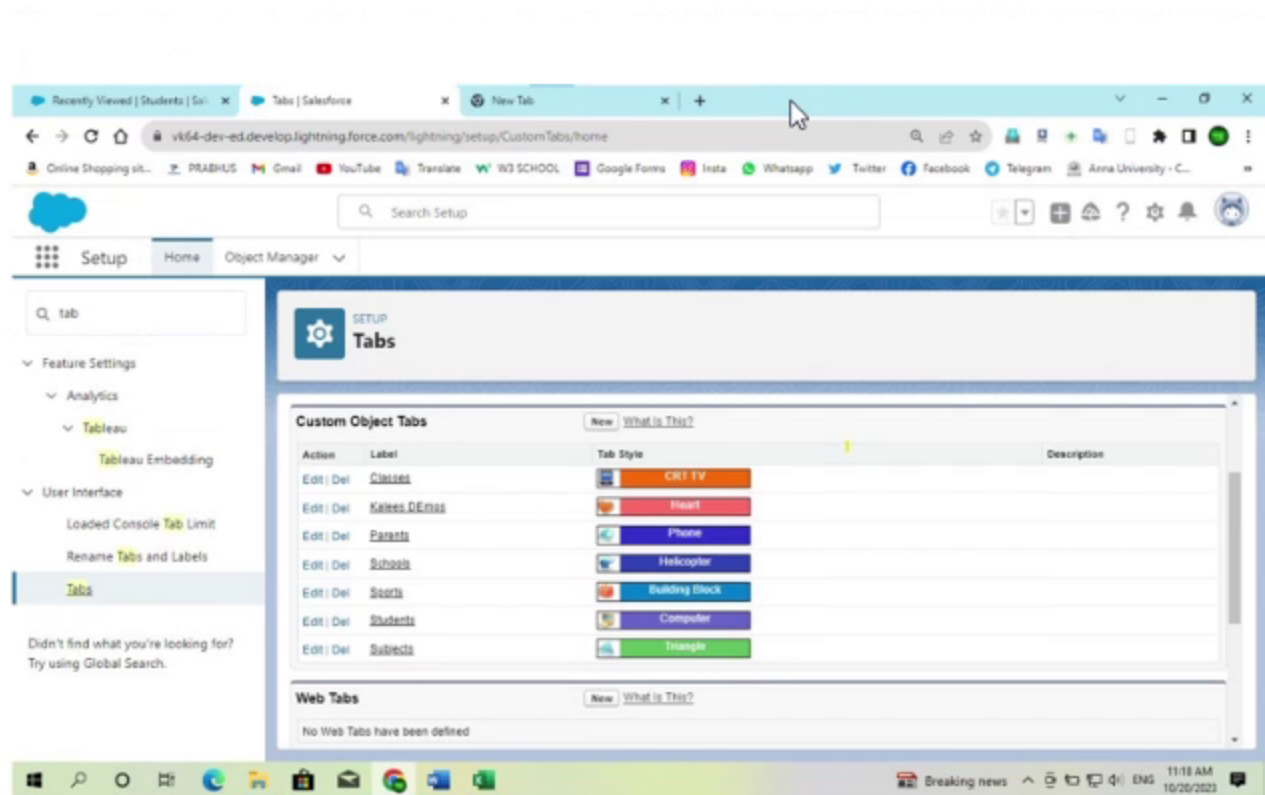 Recently Viewed | Students | Sal
Tabs | Salesforce
New Tab
vk64-dev-ed.develop.lightning.force.com/lightning/setup/CustomTabs/home
Online Shopping sit... PRABHUS Gmail YouTube Translate W3 SCHOOL Google Forms Insta Whatsapp Twitter Facebook Telegram Anna University - C...
Search Setup
Setup Home Object Manager
tab
Feature Settings
Analytics
Tableau
Tableau Embedding
User Interface
Loaded Console Tab Limit
Rename Tabs and Labels
Tabs
Didn't find what you're looking for?
Try using Global Search.
SETUP
Tabs
Custom Object Tabs New What Is This?
Action Label Tab Style Description
Edit | Del Classes CRT TV
Edit | Del Kalees DEmos Heart
Edit | Del Parents Phone
Edit | Del Schools Helicopter
Edit | Del Sports Building Block
Edit | Del Students Computer
Edit | Del Subjects Triangle
Web Tabs New What Is This?
No Web Tabs have been defined
Breaking news ENG 11:18 AM
10/20/2023